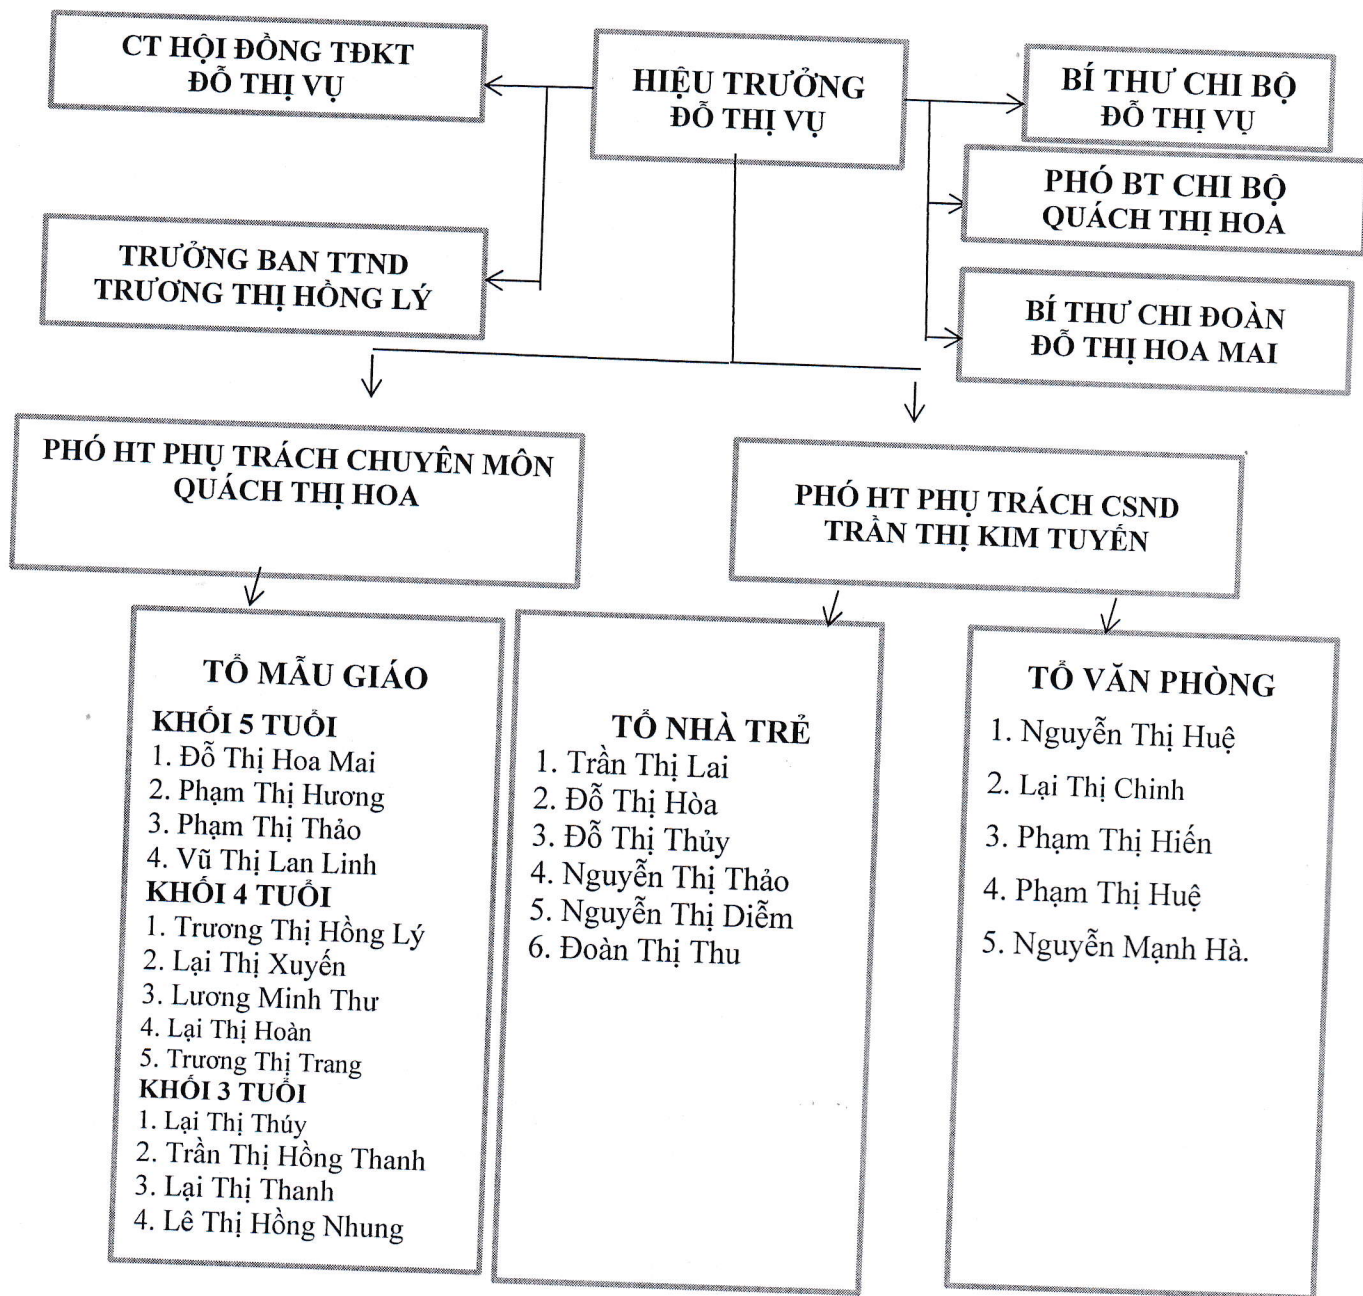 CT HỘI ĐỒNG TĐKT
ĐỖ THỊ VỤ
HIỆU TRƯỞNG
ĐỖ THỊ VỤ
BÍ THƯ CHI BỘ
ĐỖ THỊ VỤ
PHÓ BT CHI BỘ
QUÁCH THỊ HOA
TRƯỞNG BAN TTND
TRƯƠNG THỊ HỒNG LÝ
BÍ THƯ CHI ĐOÀN
ĐỖ THỊ HOA MAI
PHÓ HT PHỤ TRÁCH CHUYÊN MÔN
QUÁCH THỊ HOA
PHÓ HT PHỤ TRÁCH CSND
TRẦN THỊ KIM TUYẾN
TỔ MẪU GIÁO
KHỐI 5 TUỔI
1. Đỗ Thị Hoa Mai
2. Phạm Thị Hương
3. Phạm Thị Thảo
4. Vũ Thị Lan Linh
KHỐI 4 TUỔI
1. Trương Thị Hồng Lý
2. Lại Thị Xuyến
3. Lương Minh Thư
4. Lại Thị Hoàn
5. Trương Thị Trang
KHỐI 3 TUỔI
1. Lại Thị Thúy
2. Trần Thị Hồng Thanh
3. Lại Thị Thanh
4. Lê Thị Hồng Nhung
TỔ NHÀ TRẺ
1. Trần Thị Lai
2. Đỗ Thị Hòa
3. Đỗ Thị Thủy
4. Nguyễn Thị Thảo
5. Nguyễn Thị Diễm
6. Đoàn Thị Thu
TỔ VĂN PHÒNG
1. Nguyễn Thị Huệ
2. Lại Thị Chinh
3. Phạm Thị Hiến
4. Phạm Thị Huệ
5. Nguyễn Mạnh Hà.